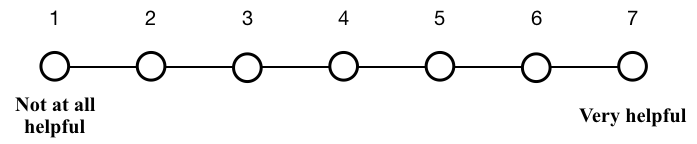 1 2 3 4 5 6 7
Not at all
helpful
Very helpful